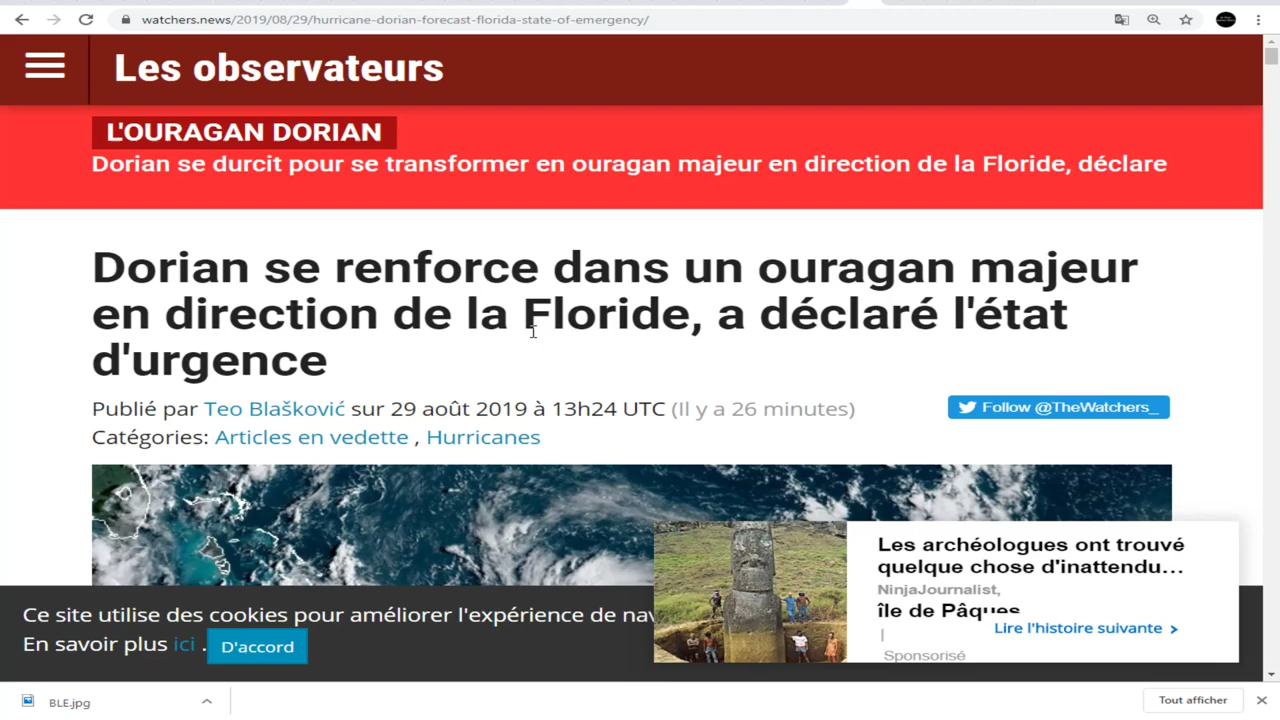 watchers.news/2019/08/29/hurricane-dorian-forecast-florida-state-of-emergency/
Les observateurs
L'OURAGAN DORIAN
Dorian se durcit pour se transformer en ouragan majeur en direction de la Floride, déclare
Dorian se renforce dans un ouragan majeur
en direction de la Floride, a déclaré l'état
d'urgence
Publié par Teo Blašković sur 29 août 2019 à 13h24 UTC (Il y a 26 minutes)
Follow @TheWatchers_
Catégories: Articles en vedette , Hurricanes
Les archéologues ont trouvé
quelque chose d'inattendu...
NinjaJournalist,
île de Pâques
|
Lire l'histoire suivante >
Sponsorisé
Ce site utilise des cookies pour améliorer l'expérience de nav
En savoir plus ici . D'accord
BLE.jpg
Tout afficher